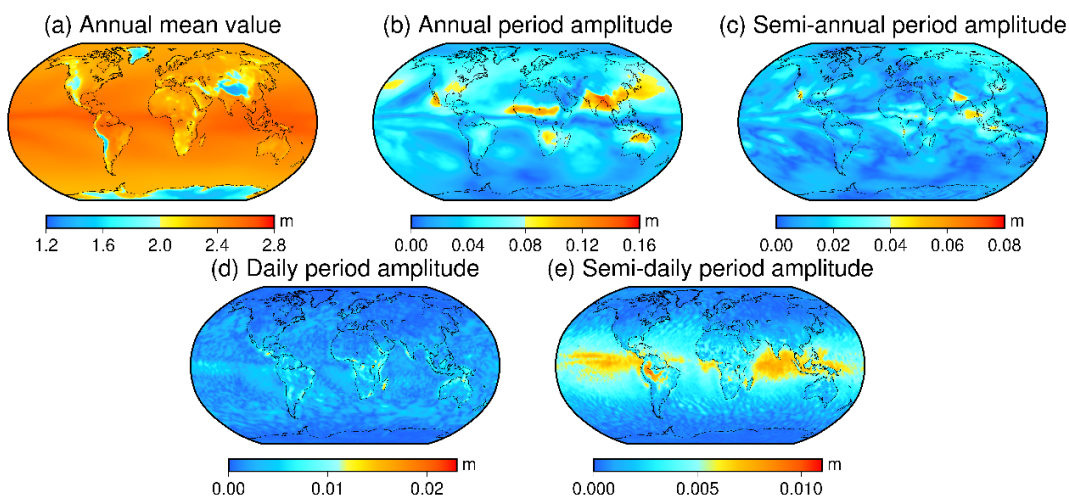 (a) Annual mean value
(b) Annual period amplitude
(c) Semi-annual period amplitude
m
1.2 1.6 2.0 2.4 2.8
m
0.00 0.04 0.08 0.12 0.16
m
0.00 0.02 0.04 0.06 0.08
(d) Daily period amplitude
(e) Semi-daily period amplitude
m
0.00 0.01 0.02
m
0.000 0.005 0.010